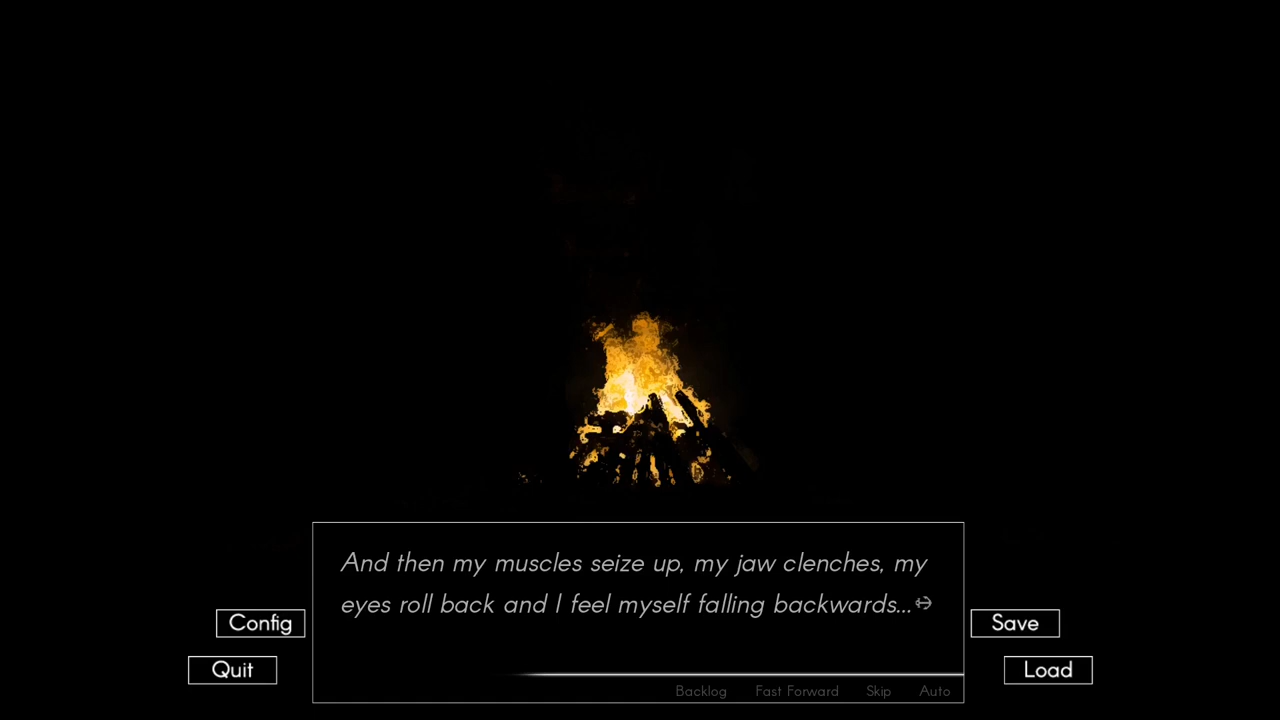 And then my muscles seize up, my jaw clenches, my
eyes roll back and I feel myself falling backwards...
Config
Save
Quit
Load
Backlog Fast Forward Skip Auto